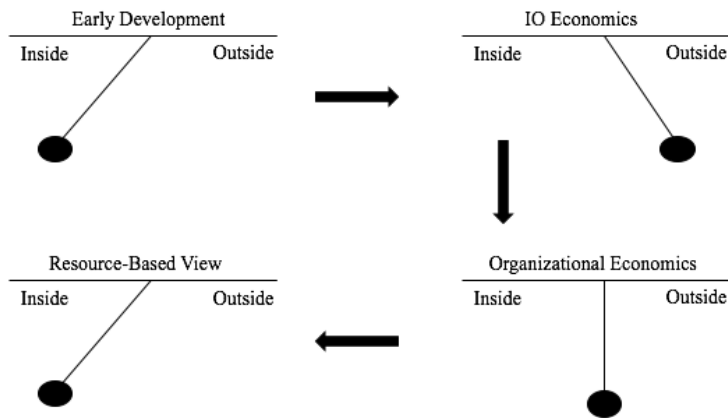 Early Development
Inside Outside
IO Economics
Inside Outside
Resource-Based View
Inside Outside
Organizational Economics
Inside Outside